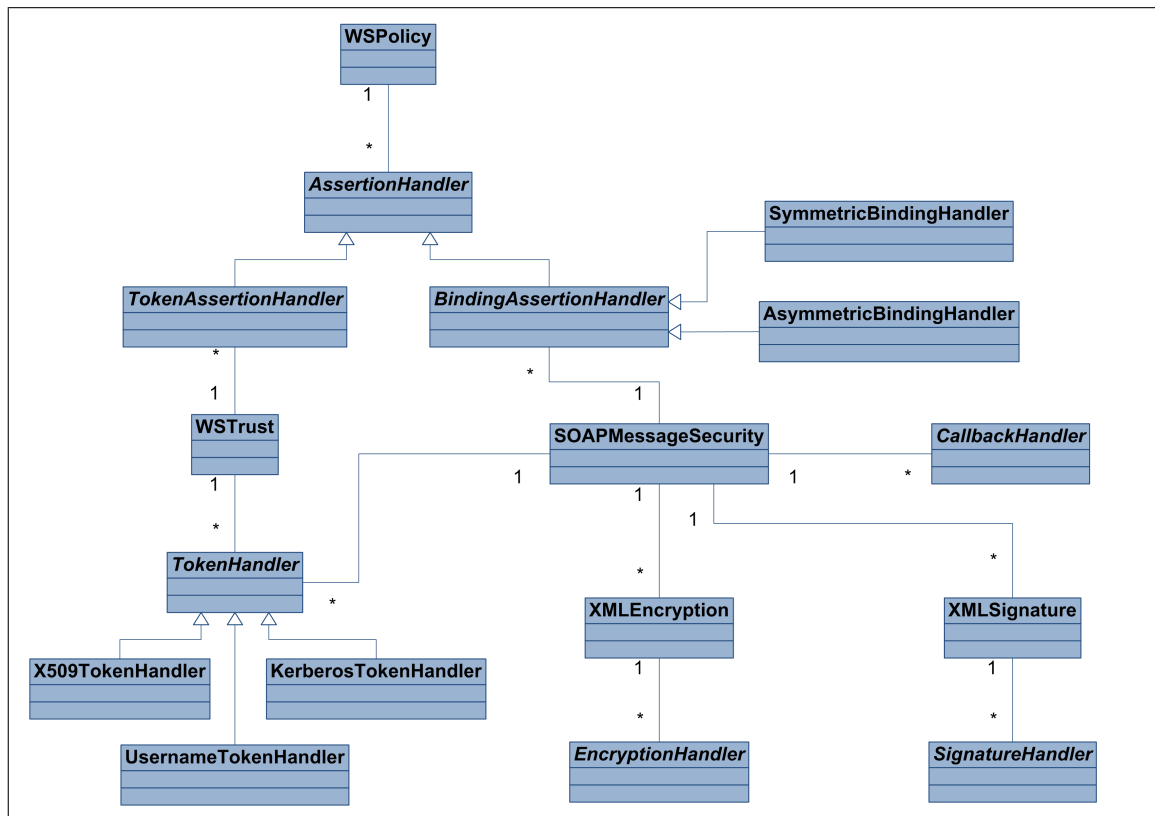 WSPolicy
1
*
AssertionHandler
SymmetricBindingHandler
TokenAssertionHandler
BindingAssertionHandler
AsymmetricBindingHandler
*
*
1
1
WSTrust
SOAPMessageSecurity
CallbackHandler
1
1
1
1
*
1
*
*
*
TokenHandler
*
XMLEncryption
XMLSignature
X509TokenHandler
KerberosTokenHandler
1
1
*
*
UsernameTokenHandler
EncryptionHandler
SignatureHandler